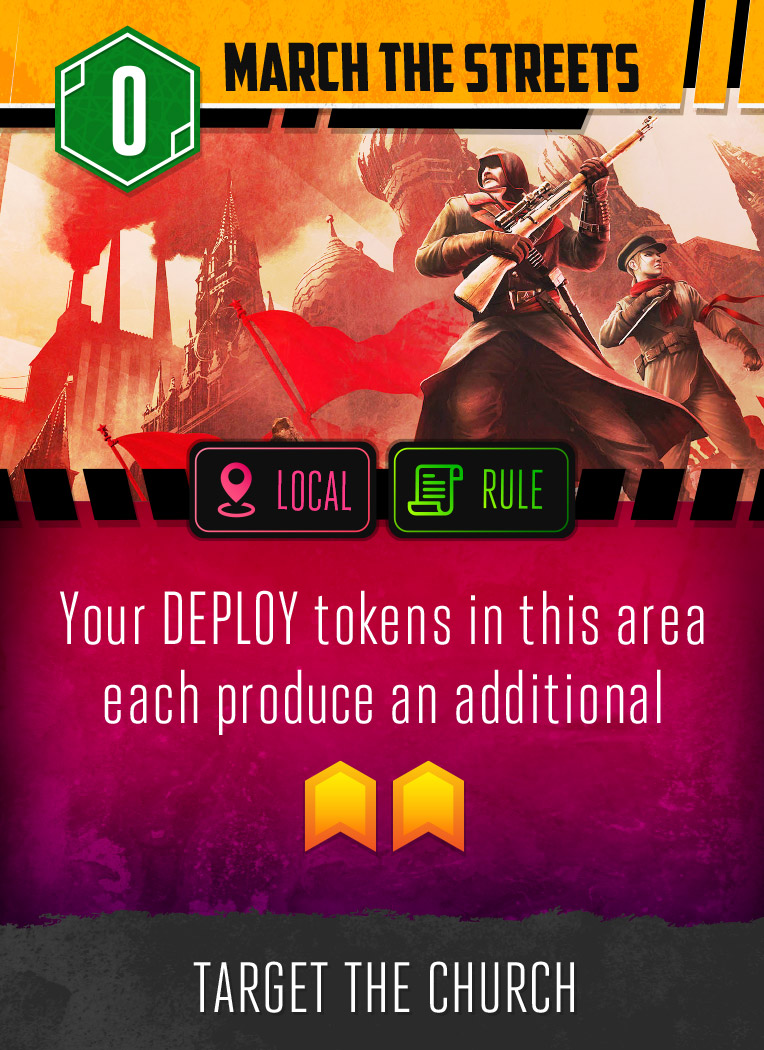 0
MARCH THE STREETS
LOCAL
RULE
Your DEPLOY tokens in this area
each produce an additional
TARGET THE CHURCH